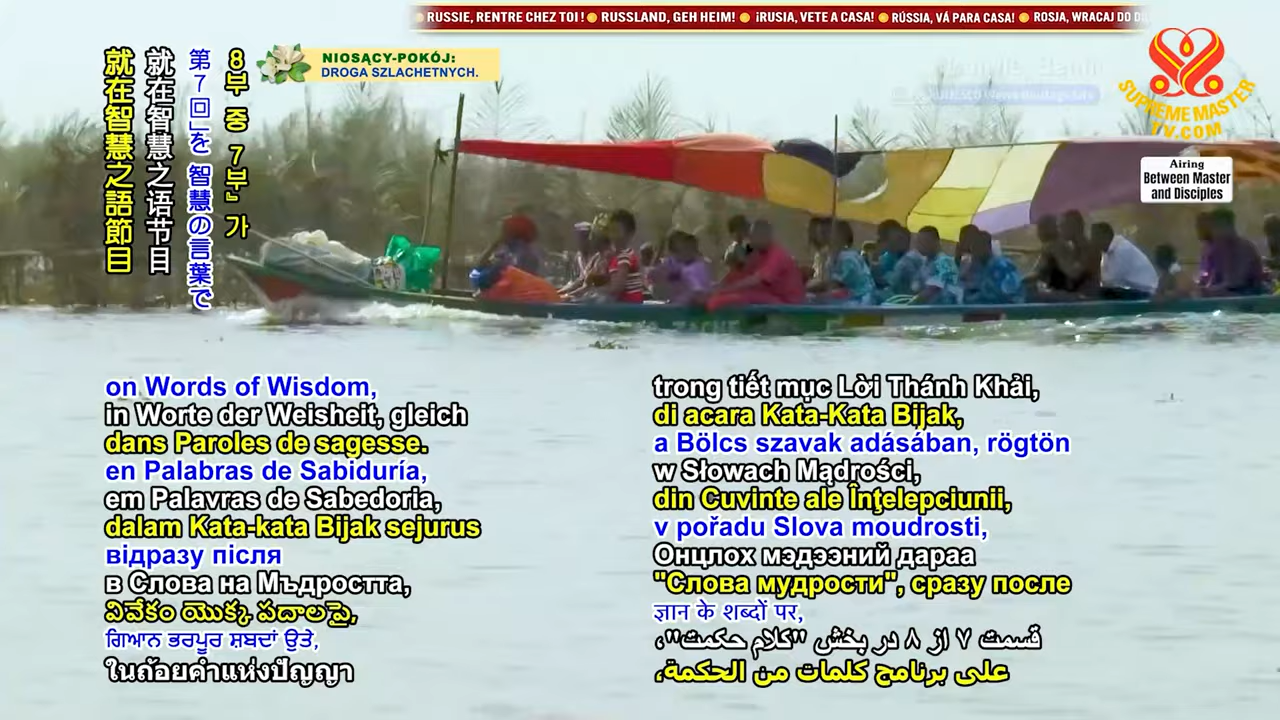 RUSSIE, RENTRE CHEZ TOI ! RUSSLAND, GEH HEIM! ¡RUSIA, VETE A CASA! RÚSSIA, VÁ PARA CASA! ROSJA, WRACAJ DO
NIOSĄCY-POKÓJ:
DROGA SZLACHETNYCH.
SUPREME MASTER
TV.COM
Airing
Between Master
and Disciples
8부 중 7부』가
第7回」を 智慧の言葉で
就在智慧之语节目
就在智慧之語節目
on Words of Wisdom,
in Worte der Weisheit, gleich
dans Paroles de sagesse.
en Palabras de Sabiduría,
em Palavras de Sabedoria,
dalam Kata-kata Bijak sejurus
відразу після
в Слова на Мъдростта,
వివేకం యొక్క పదాలపై,
ਗਿਆਨ ਭਰਪੂਰ ਸ਼ਬਦਾਂ ਉਤੇ,
ในถ้อยคำแห่งปัญญา
trong tiết mục Lời Thánh Khải,
di acara Kata-Kata Bijak,
a Bölcs szavak adásában, rögtön
w Słowach Mądrości,
din Cuvinte ale Înţelepciunii,
v pořadu Slova moudrosti,
Онцлох мэдээний дараа
"Слова мудрости", сразу после
ज्ञान के शब्दों पर,
قسمت ۷ از ۸ در بخش "کلام حکمت"،
على برنامج كلمات من الحكمة،